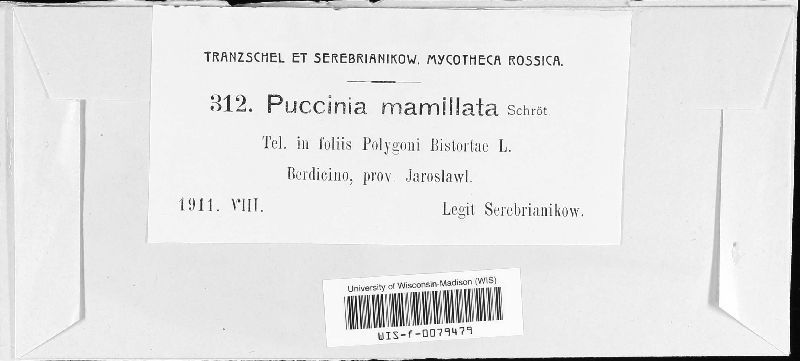 TRANZSCHEL ET SEREBRIANIKOW. MYCOTHECA ROSSICA.
312. Puccinia mamillata Schröt
Tel. in foliis Polygoni Bistortae L.
Berdicino, prov. Jaroslawl.
1911. VIII. Legit Serebrianikow.
University of Wisconsin-Madison (WIS)
WIS-f-0079479